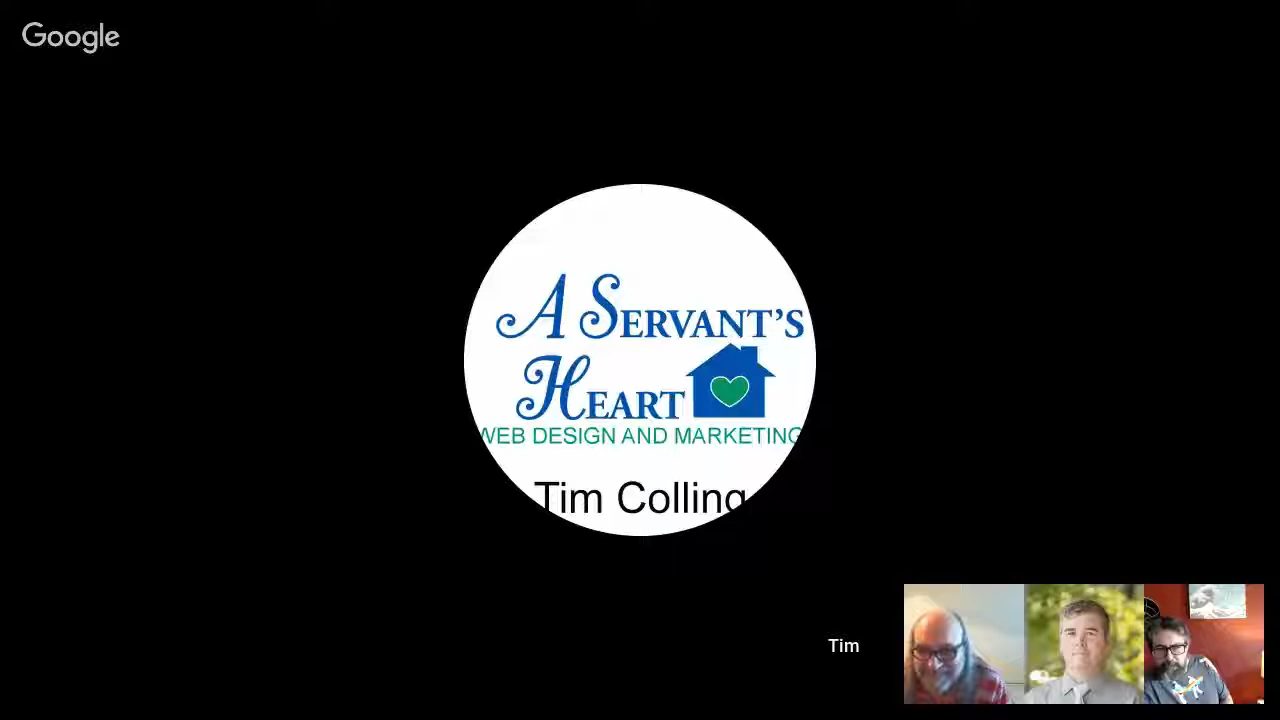 Google
A SERVANT'S
HEART
WEB DESIGN AND MARKETING
Tim Colling
Tim